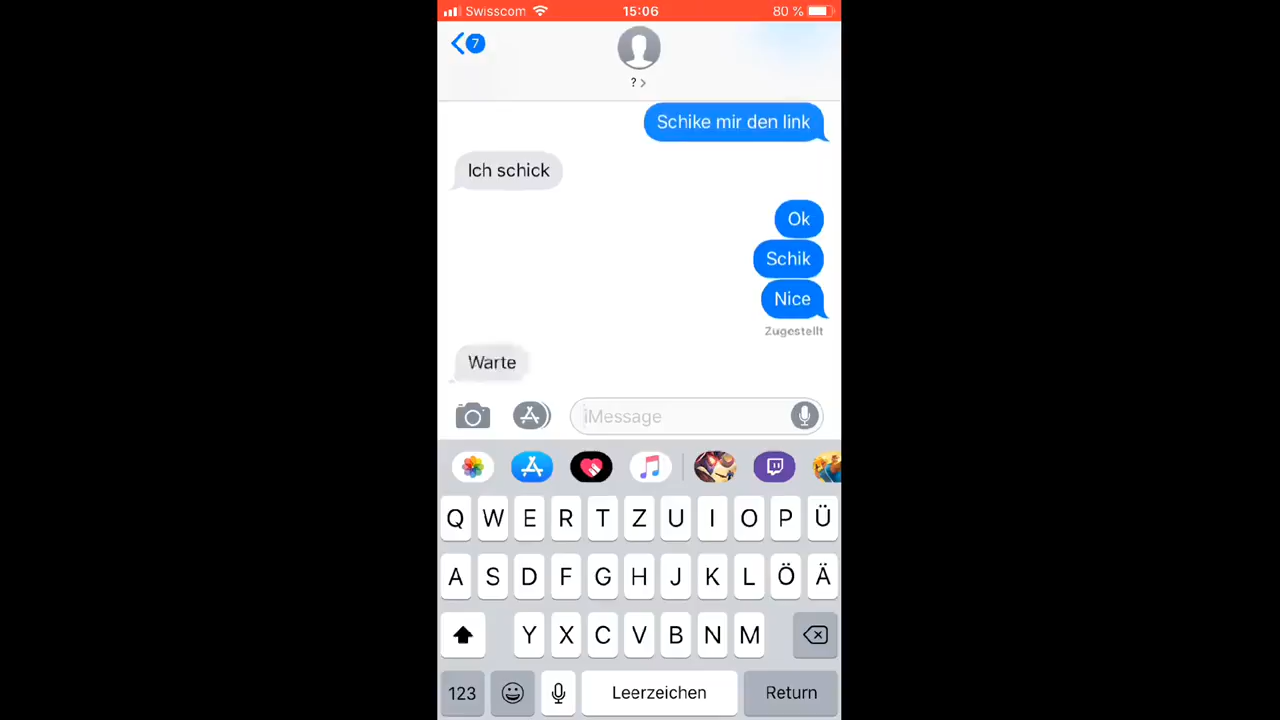 Swisscom 15:06 80 %
7
? >
Schike mir den link
Ich schick
Ok
Schik
Nice
Zugestellt
Warte
iMessage
Q W E R T Z U I O P Ü
A S D F G H J K L Ö Ä
Y X C V B N M
123 Leerzeichen Return